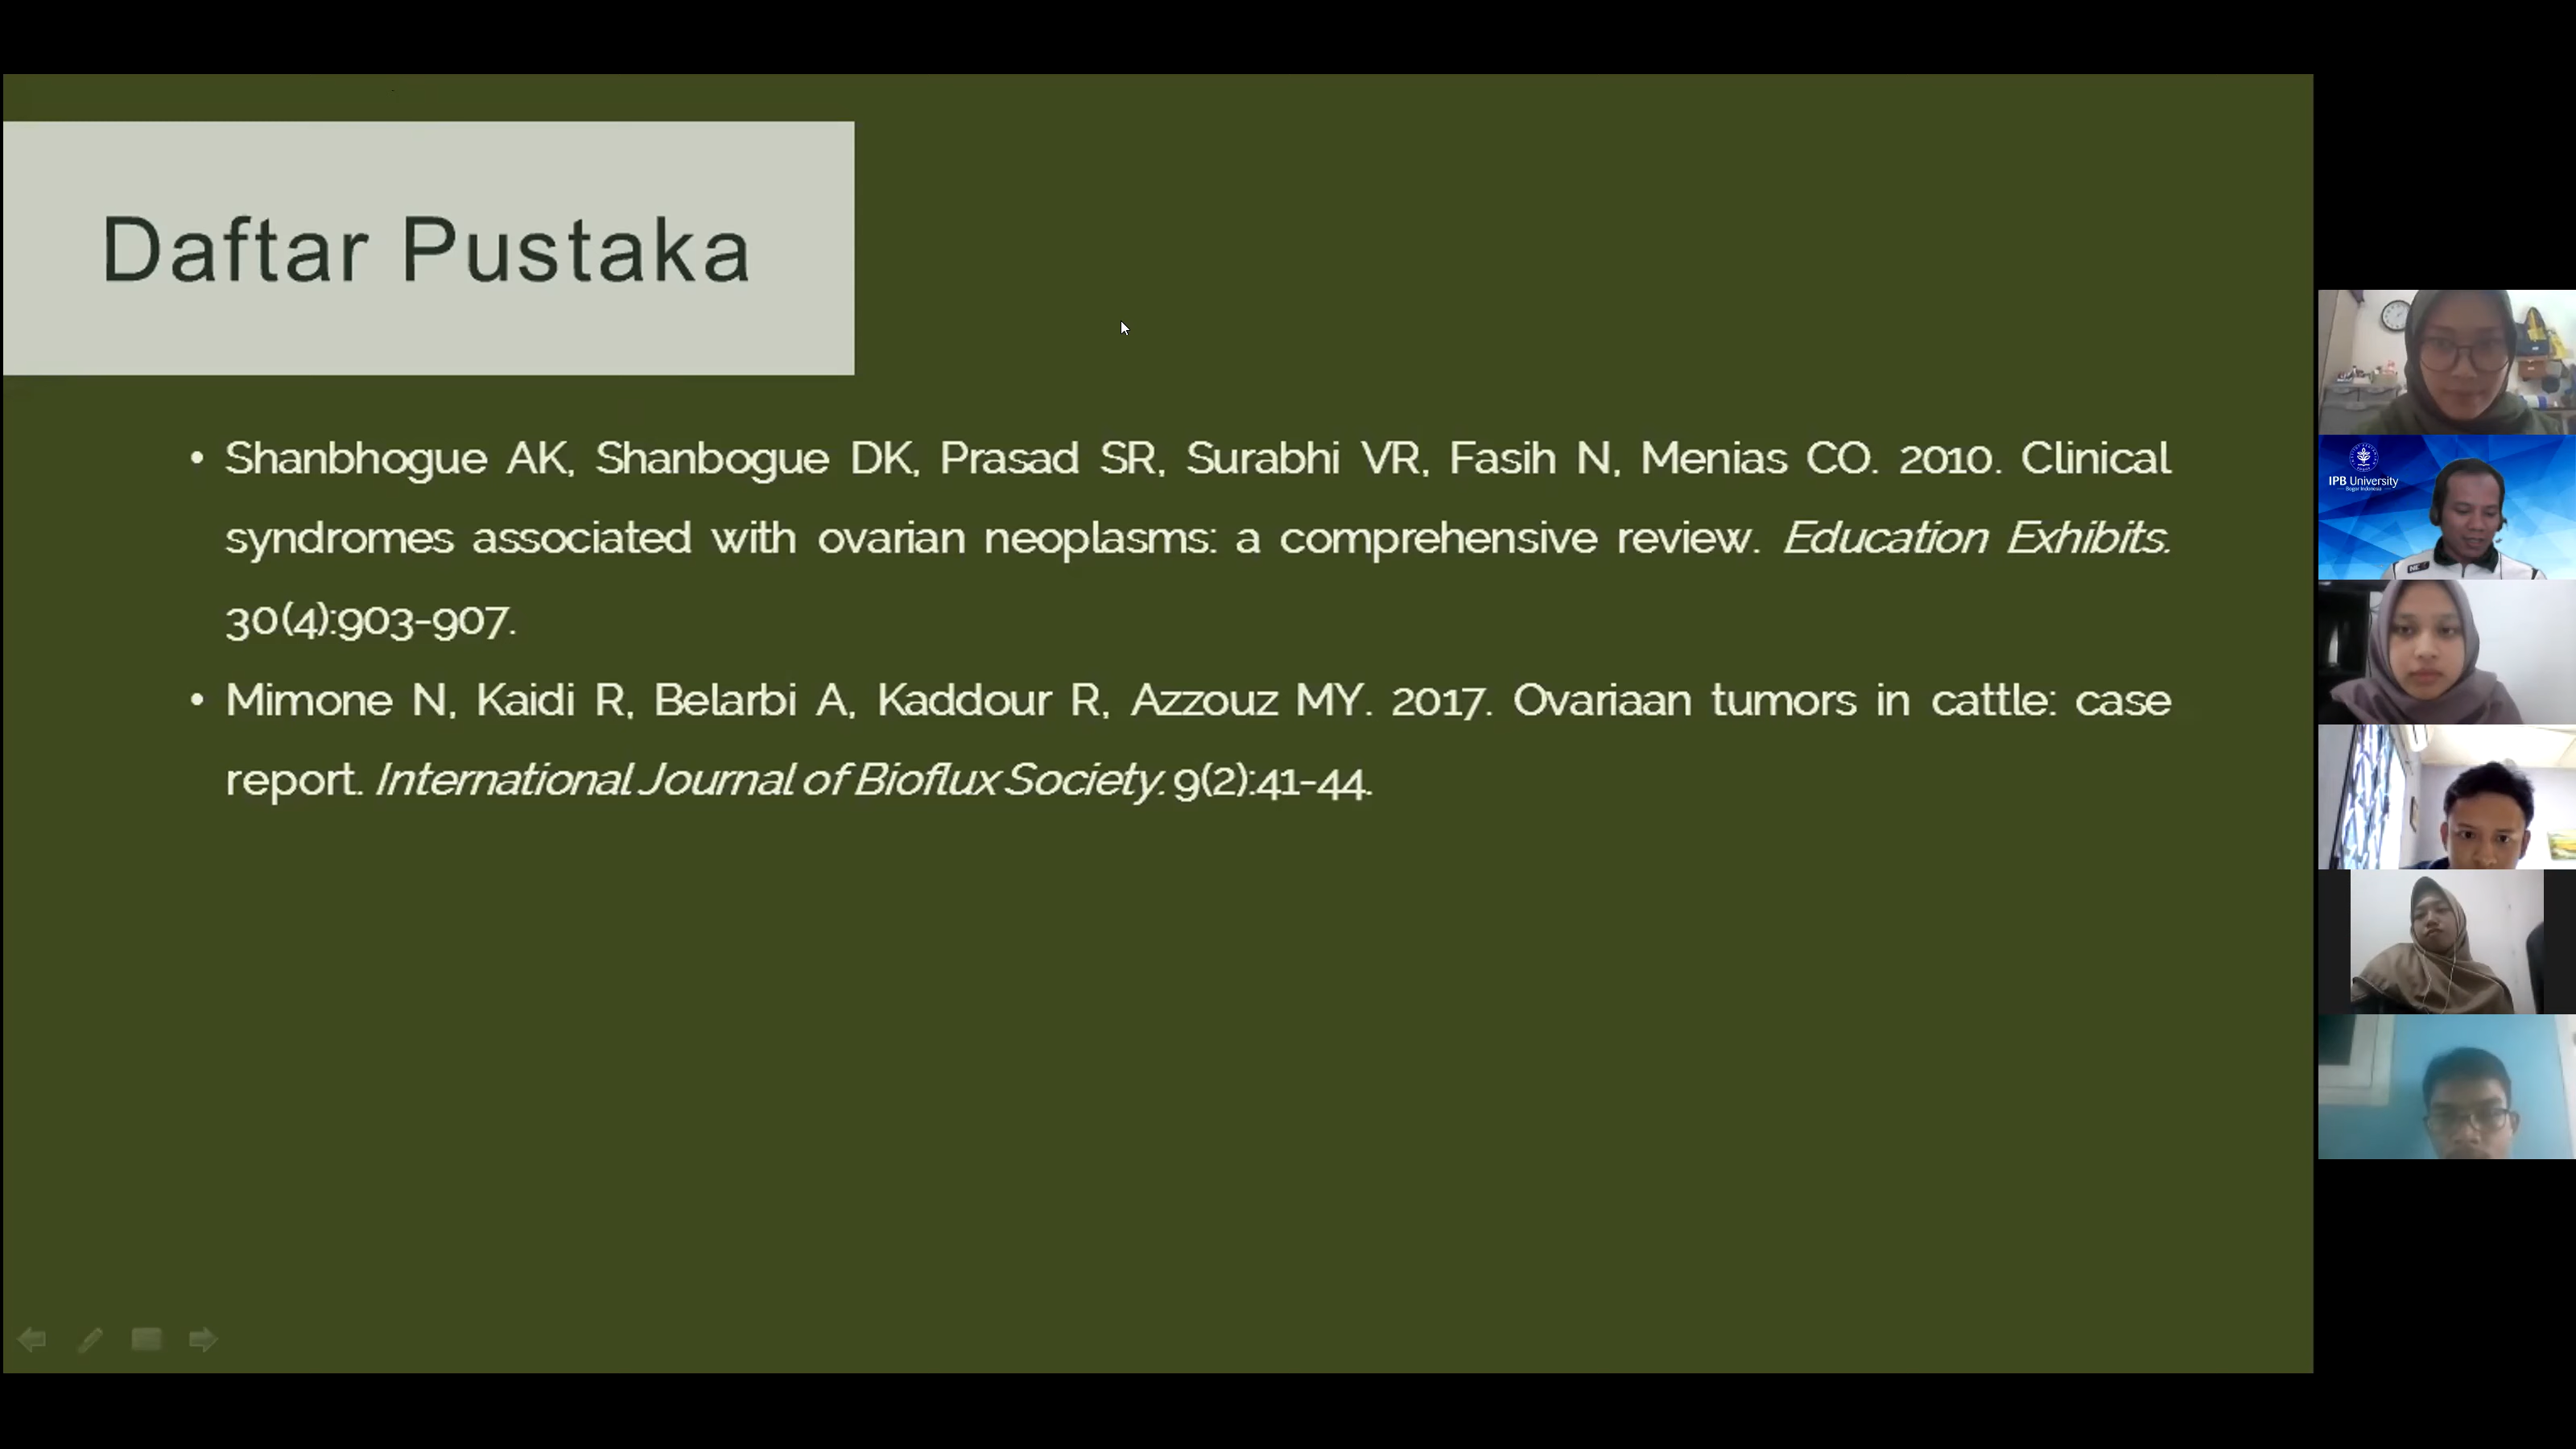 Daftar Pustaka
• Shanbhogue AK, Shanbogue DK, Prasad SR, Surabhi VR, Fasih N, Menias CO. 2010. Clinical
syndromes associated with ovarian neoplasms: a comprehensive review. Education Exhibits.
30(4):903-907.
• Mimone N, Kaidi R, Belarbi A, Kaddour R, Azzouz MY. 2017. Ovariaan tumors in cattle: case
report. International Journal of Bioflux Society. 9(2):41-44.
IPB University
Bogor Indonesia